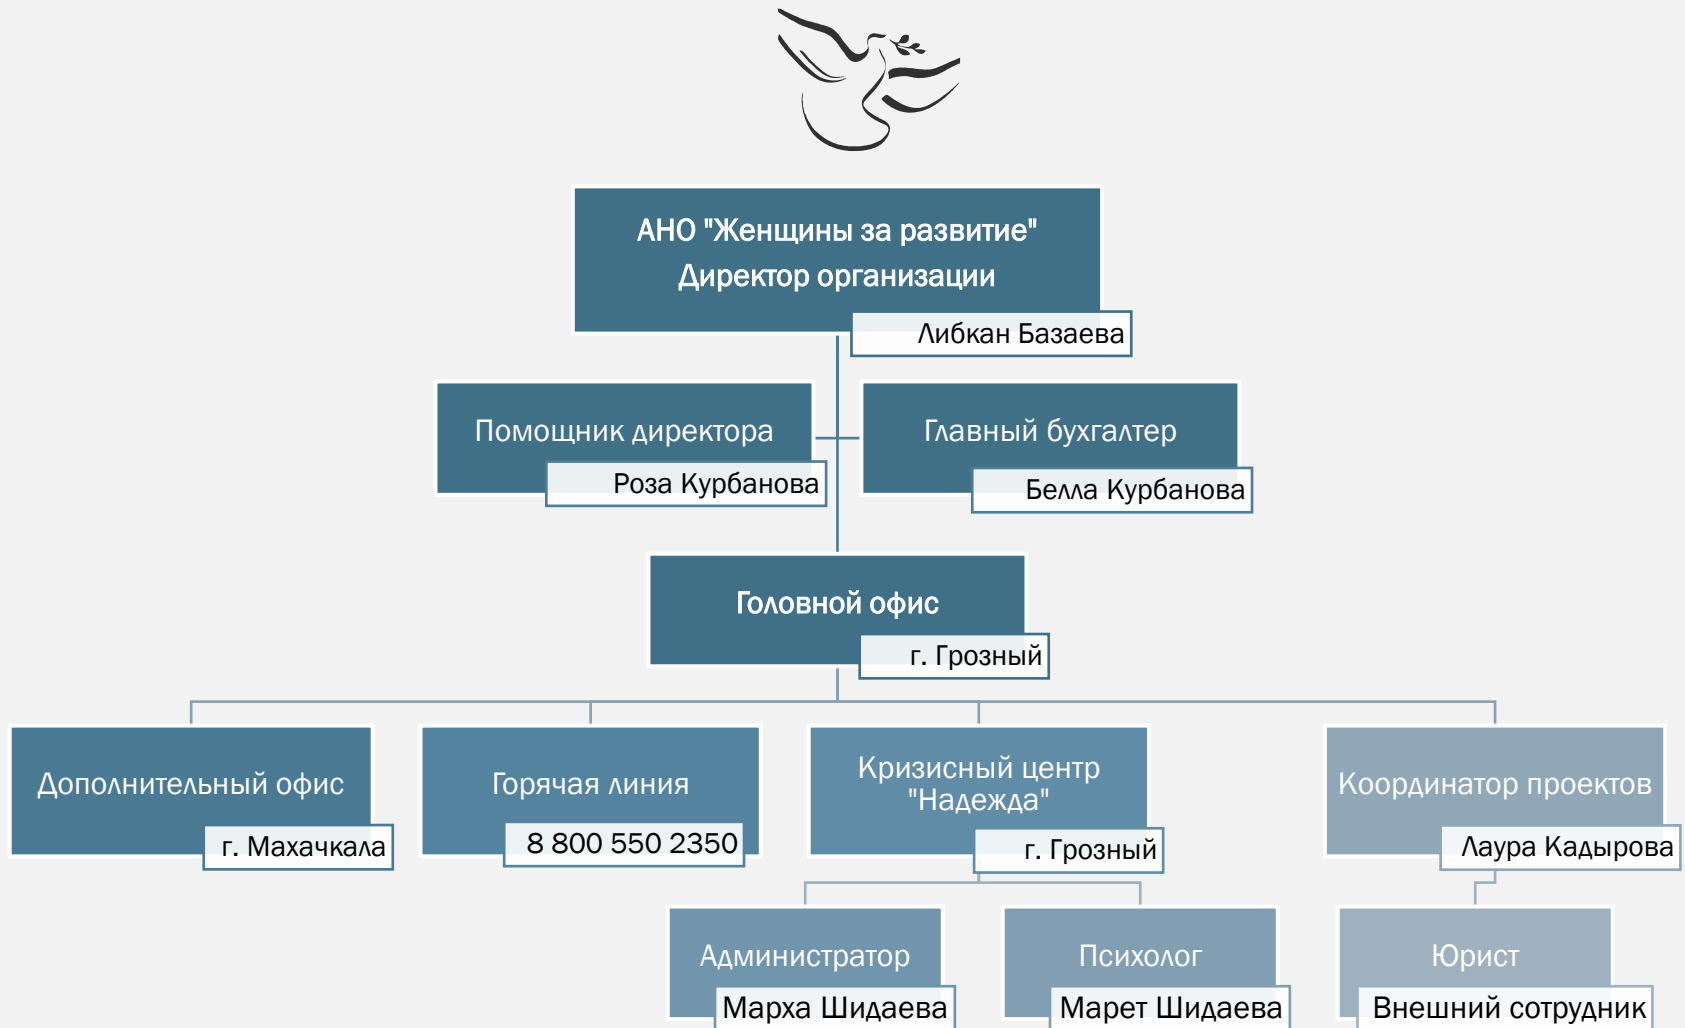 АНО "Женщины за развитие"
Директор организации
Либкан Базаева
Помощник директора
Роза Курбанова
Главный бухгалтер
Белла Курбанова
Головной офис
г. Грозный
Дополнительный офис
г. Махачкала
Горячая линия
8 800 550 2350
Кризисный центр
"Надежда"
г. Грозный
Координатор проектов
Лаура Кадырова
Администратор
Марха Шидаева
Психолог
Марет Шидаева
Юрист
Внешний сотрудник